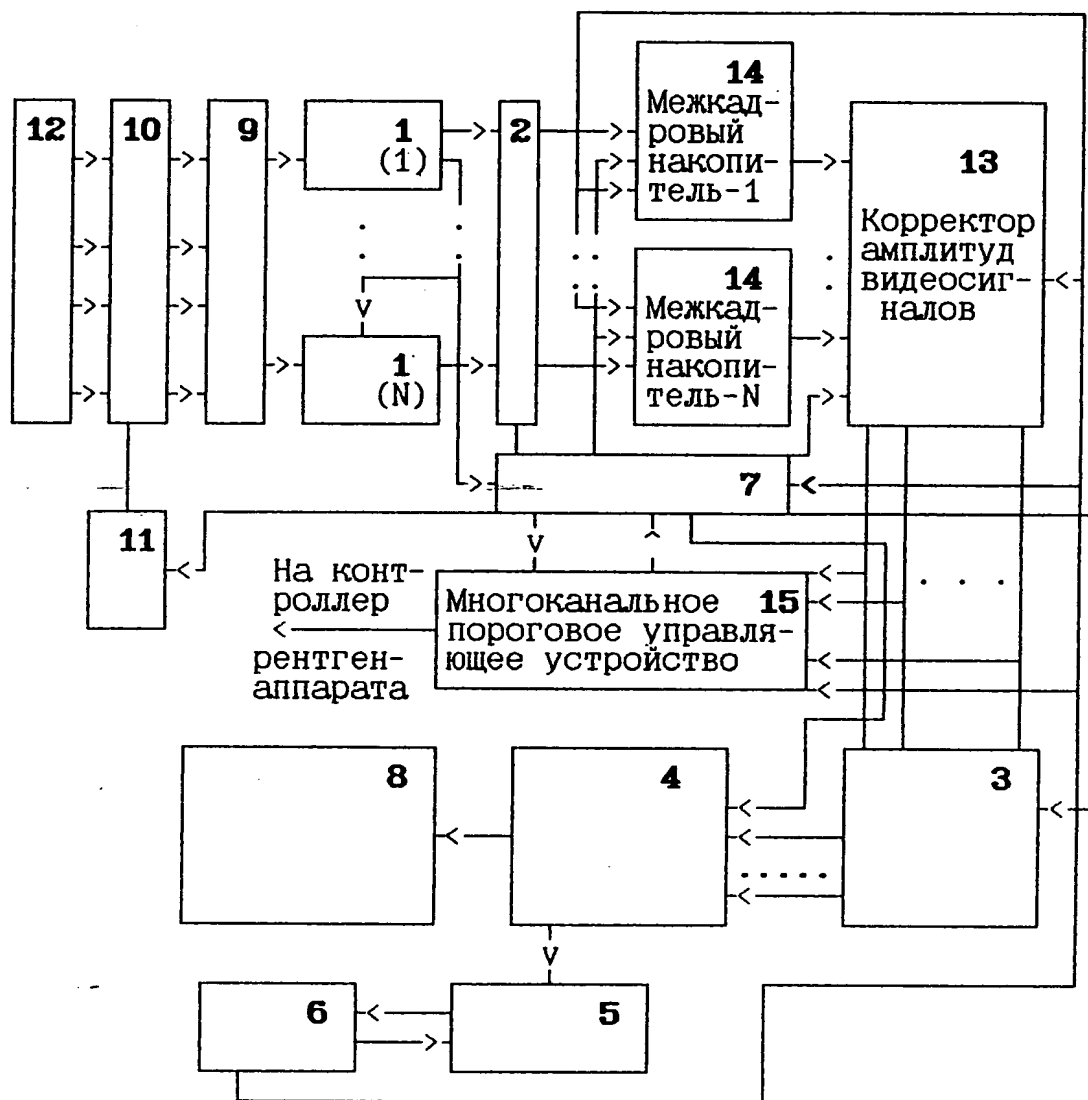 12
10
9
1
(1)
2
14
Межкад-
ровый
накопи-
тель-1
13
Корректор
амплитуд
видеосиг-
налов
1
(N)
14
Межкад-
ровый
накопи-
тель-N
7
11
На конт-
роллер
рентген-
аппарата
Многоканальное 15
пороговое управля-
ющее устройство
8
4
3
6
5